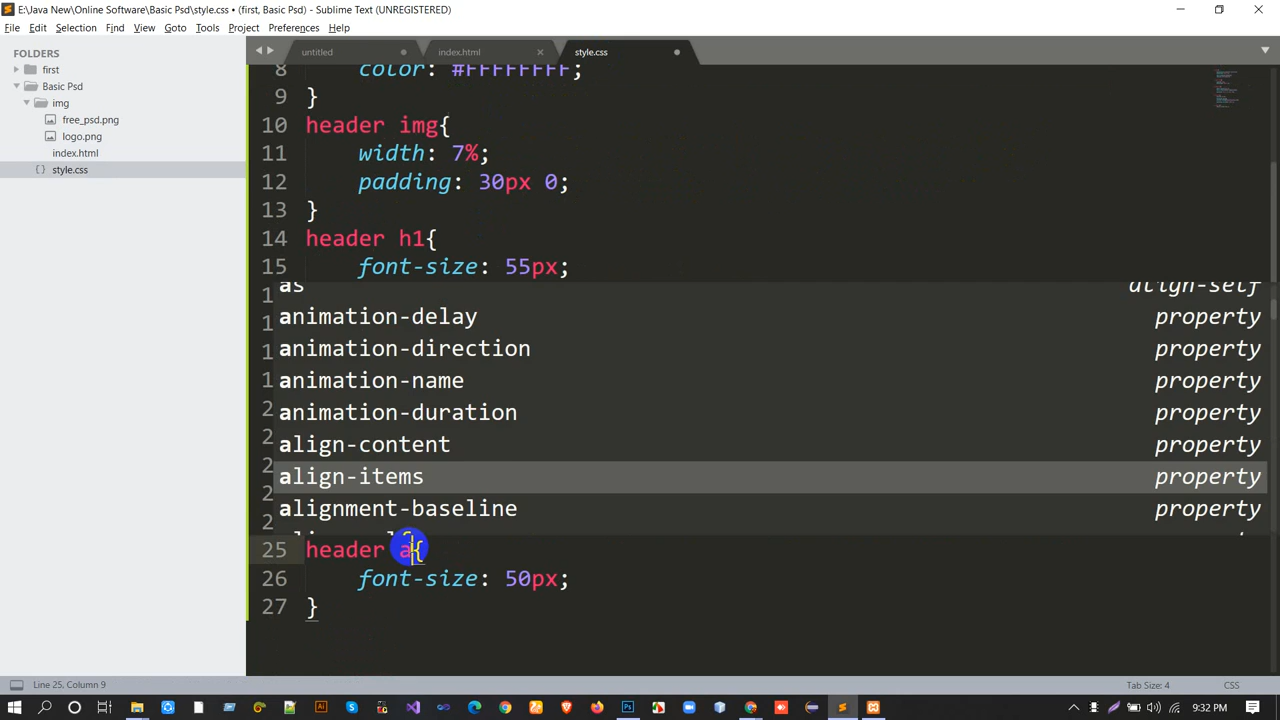 E:\Java New\Online Software\Basic Psd\style.css • (first, Basic Psd) - Sublime Text (UNREGISTERED)
File Edit Selection Find View Goto Tools Project Preferences Help
FOLDERS
first
Basic Psd
img
free_psd.png
logo.png
index.html
style.css
untitled
index.html
style.css
8 color: #FFFFFFFF;
9 }
10 header img{
11 width: 7%;
12 padding: 30px 0;
13 }
14 header h1{
15 font-size: 55px;
as align-self
animation-delay property
animation-direction property
animation-name property
animation-duration property
align-content property
align-items property
alignment-baseline property
25 header a{
26 font-size: 50px;
27 }
Line 25, Column 9
Tab Size: 4
CSS
9:32 PM